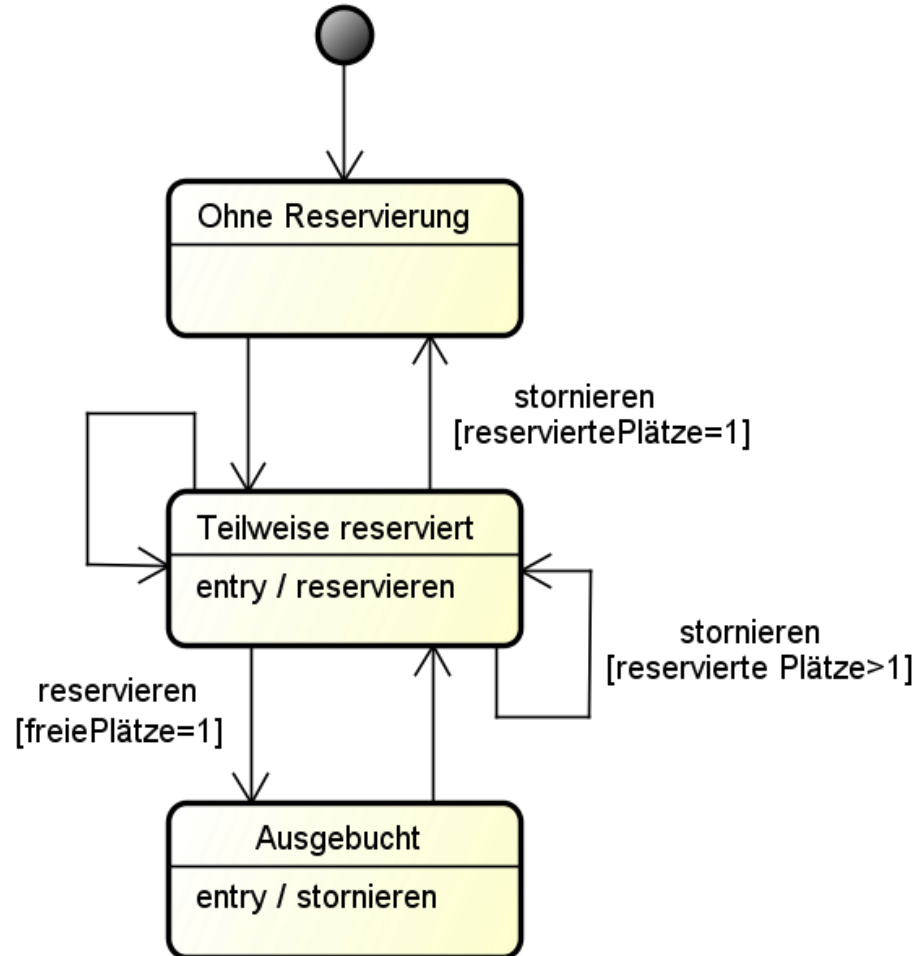 Ohne Reservierung
stornieren
[reserviertePlätze=1]
Teilweise reserviert
entry / reservieren
stornieren
[reservierte Plätze>1]
reservieren
[freiePlätze=1]
Ausgebucht
entry / stornieren